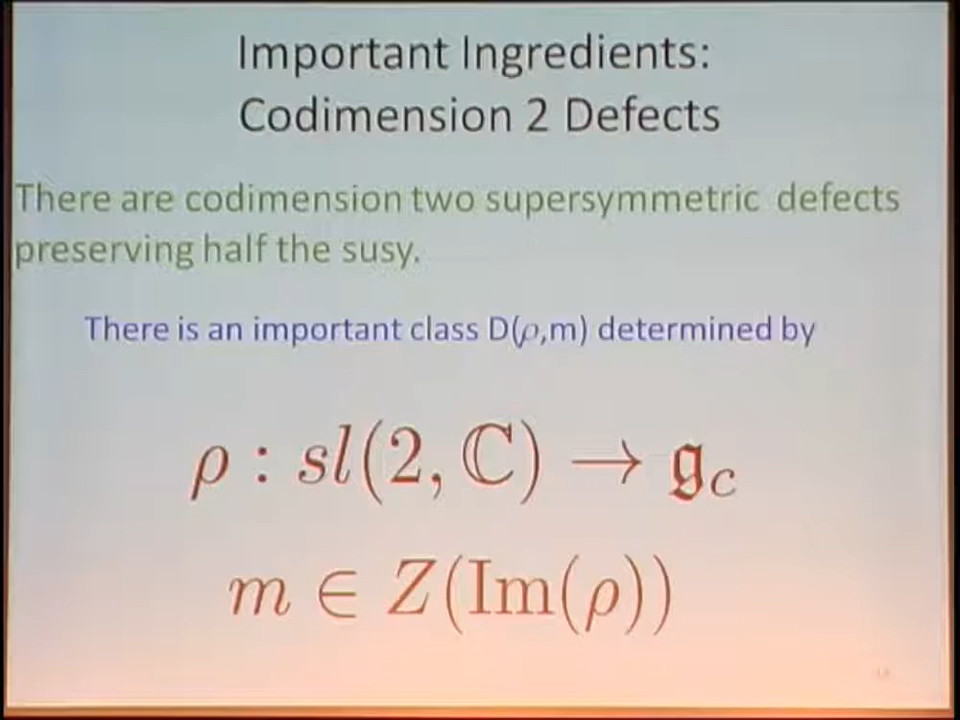 Important Ingredients:
Codimension 2 Defects
There are codimension two supersymmetric defects
preserving half the susy.
There is an important class D(ρ,m) determined by
ρ : sl(2, ℂ) → 𝔤_c
m ∈ Z(Im(ρ))